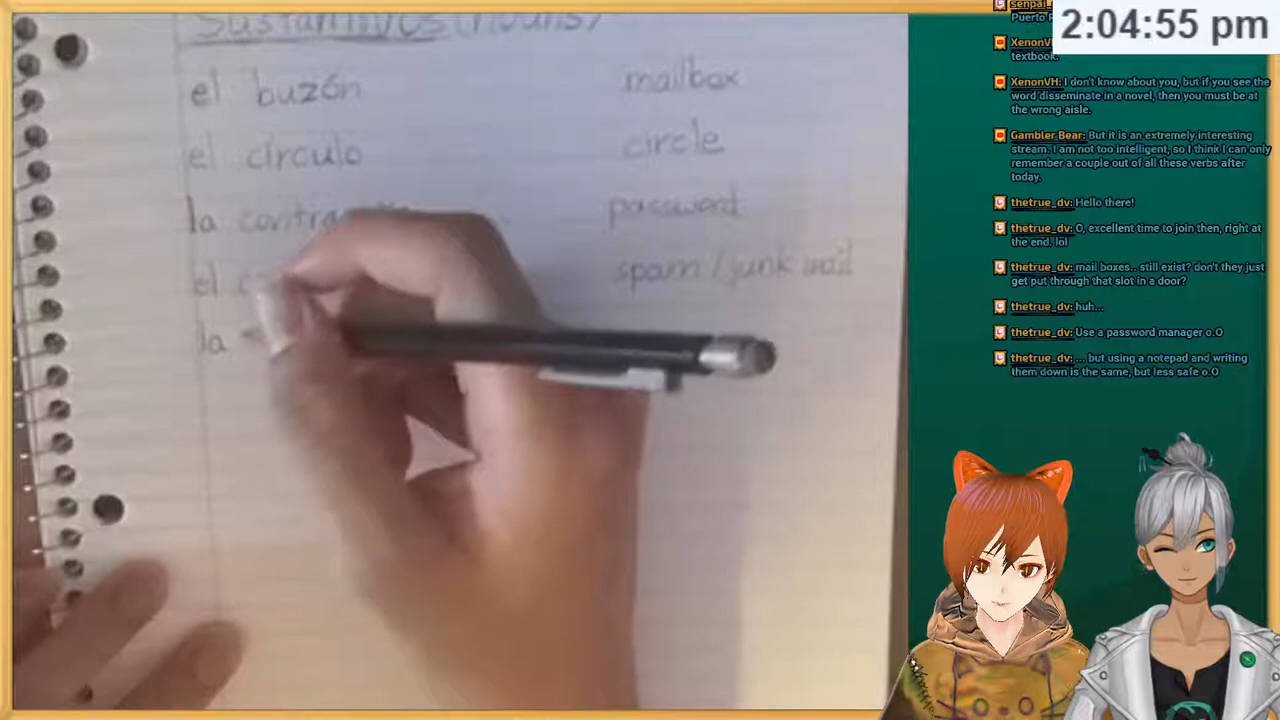 Sustantivos (nouns)
el buzón mailbox
el círculo circle
la contra password
el spam/junk mail
la
2:04:55 pm
senpai_
Puerto
XenonV
textbook.
XenonVH: I don't know about you, but if you see the
word disseminate in a novel, then you must be at
the wrong aisle.
Gambler Bear: But it is an extremely interesting
stream. I am not too intelligent, so I think I can only
remember a couple out of all these verbs after
today.
thetrue_dv: Hello there!
thetrue_dv: O, excellent time to join then, right at
the end. lol
thetrue_dv: mail boxes.. still exist? don't they just
get put through that slot in a door?
thetrue_dv: huh...
thetrue_dv: Use a password manager o.O
thetrue_dv: ... but using a notepad and writing
them down is the same, but less safe o.O